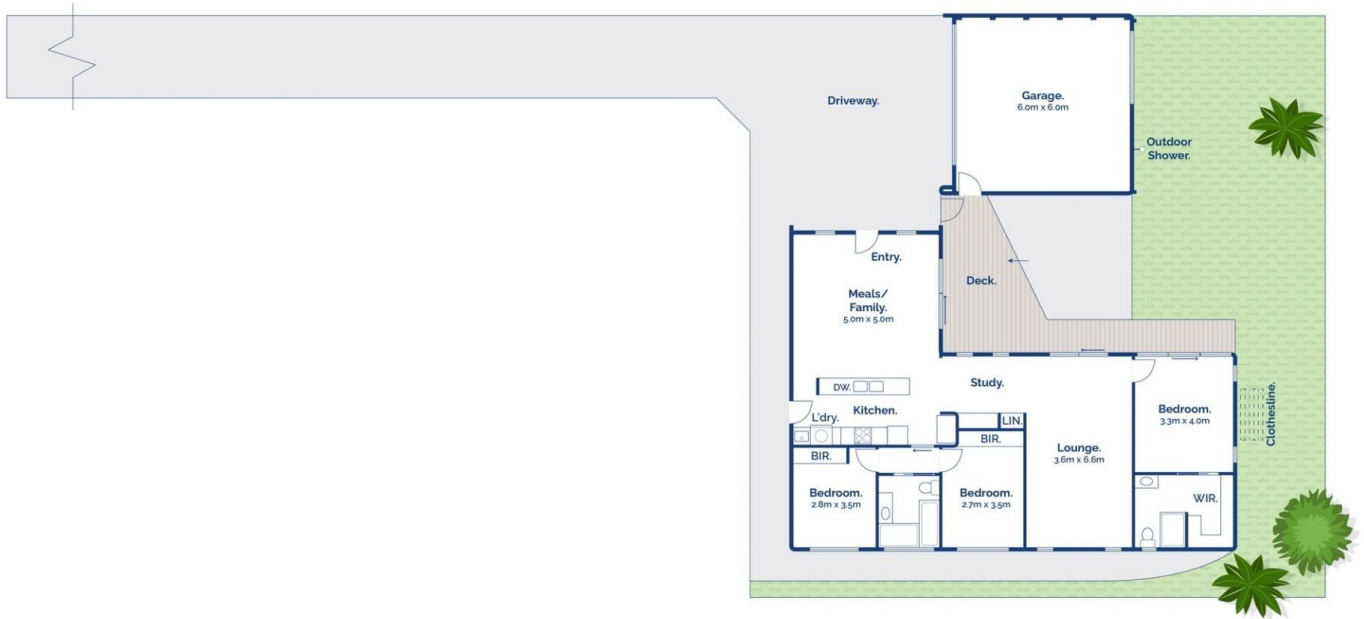 Garage.
6.0m x 6.0m
Driveway.
Outdoor
Shower.
Entry.
Deck.
Meals/
Family.
5.0m x 5.0m
DW.
Study.
Kitchen.
L'dry.
LIN.
BIR.
BIR.
Bedroom.
3.3m x 4.0m
Clothesline.
Lounge.
3.6m x 6.6m
Bedroom.
2.8m x 3.5m
Bedroom.
2.7m x 3.5m
WIR.